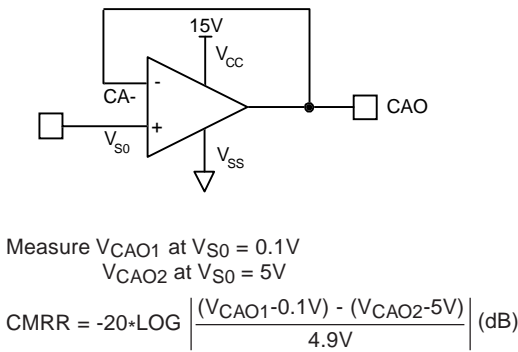 15V
V_CC
-
CA-
CAO
+
V_S0
V_SS
Measure V_CAO1 at V_S0 = 0.1V
V_CAO2 at V_S0 = 5V
CMRR = -20*LOG |(V_CAO1-0.1V) - (V_CAO2-5V) / 4.9V| (dB)